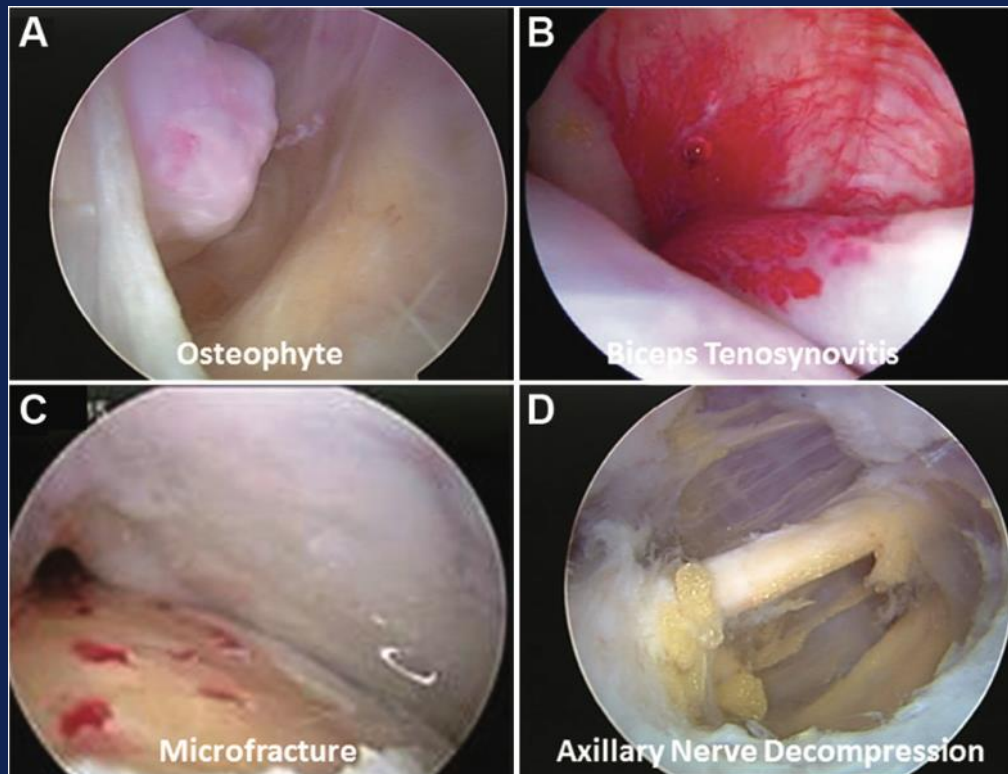 A
Osteophyte
B
Biceps Tenosynovitis
C
Microfracture
D
Axillary Nerve Decompression